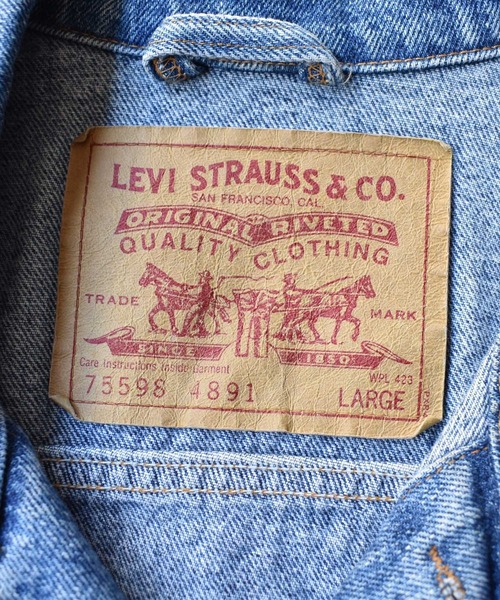 LEVI STRAUSS & CO.
SAN FRANCISCO, CAL.
ORIGINAL RIVETED
QUALITY CLOTHING
TRADE MARK
SINCE 1850
Care Instructions Inside Garment
WPL 423
75598 4891 LARGE